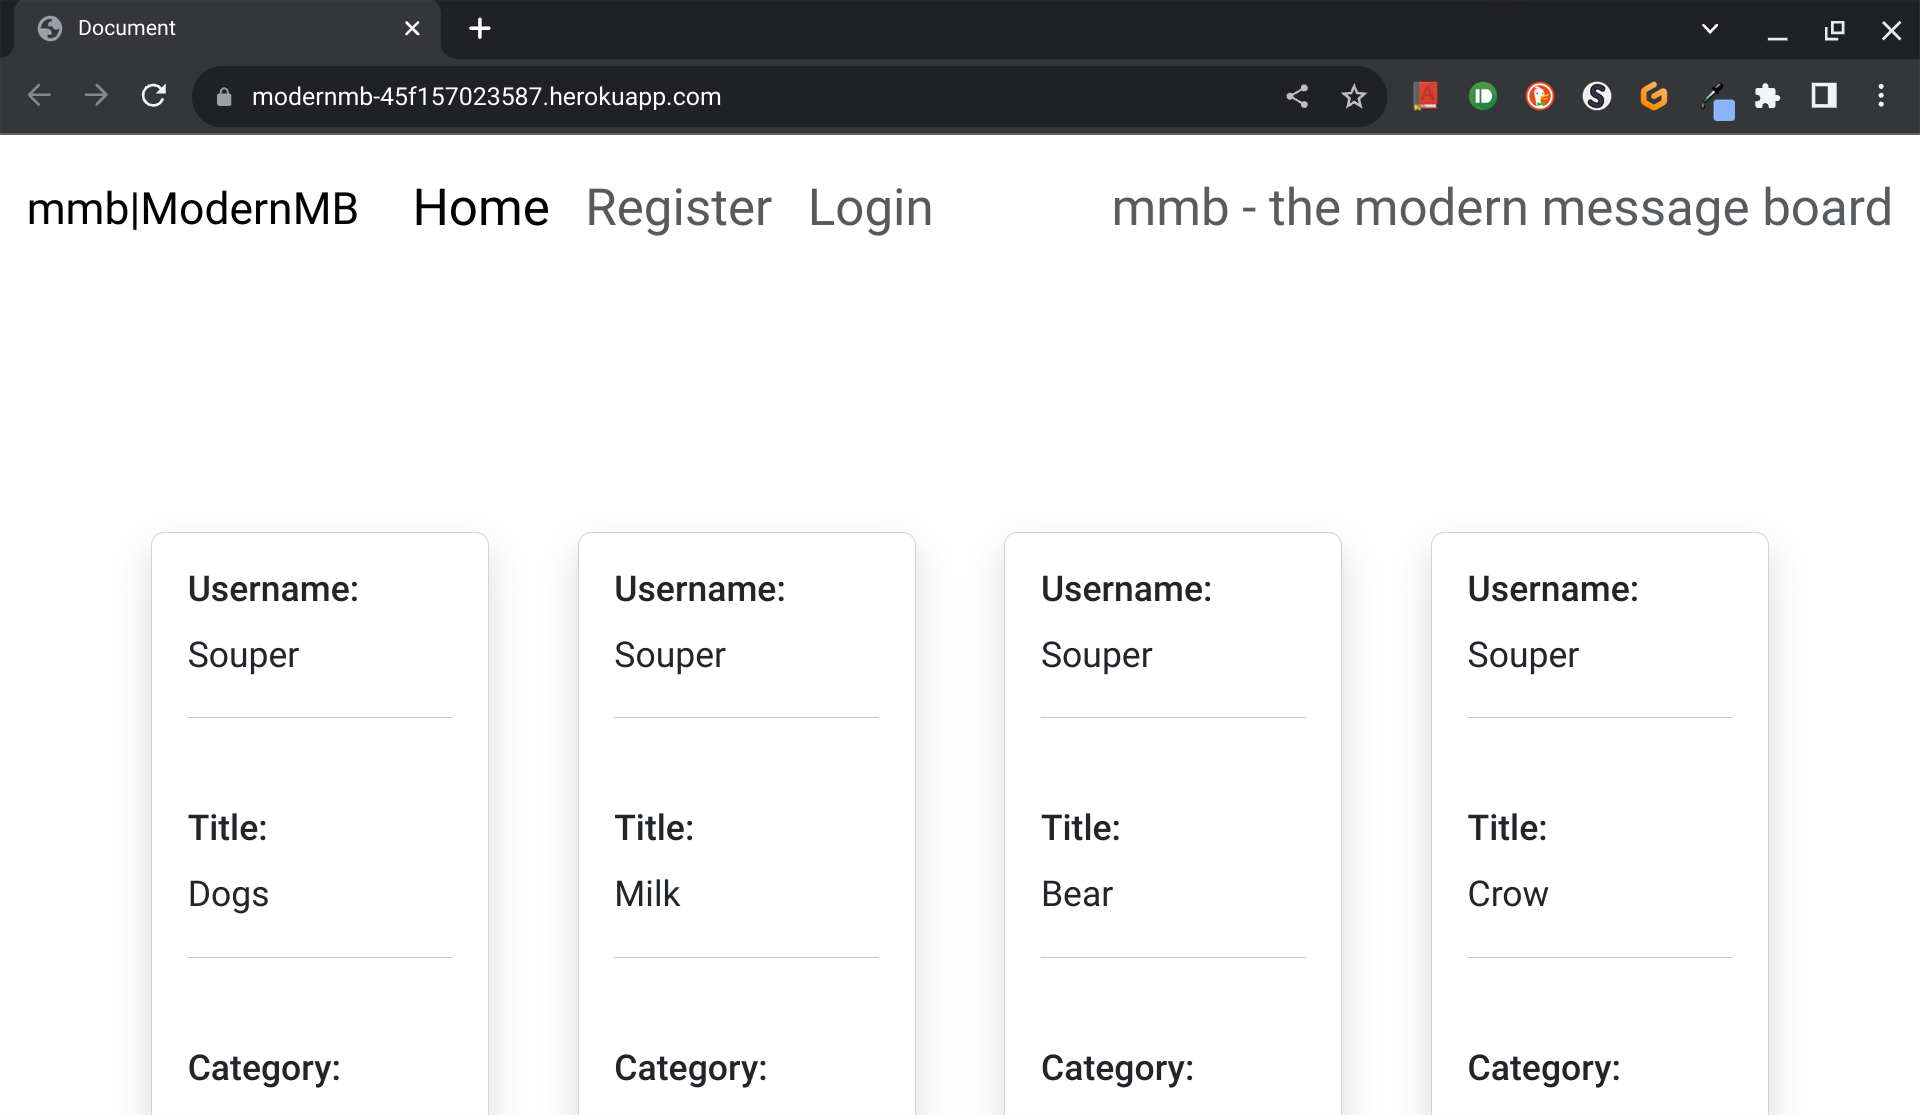 Document
modernmb-45f157023587.herokuapp.com
mmb|ModernMB Home Register Login mmb - the modern message board
Username: Username: Username: Username:
Souper Souper Souper Souper
Title: Title: Title: Title:
Dogs Milk Bear Crow
Category: Category: Category: Category: